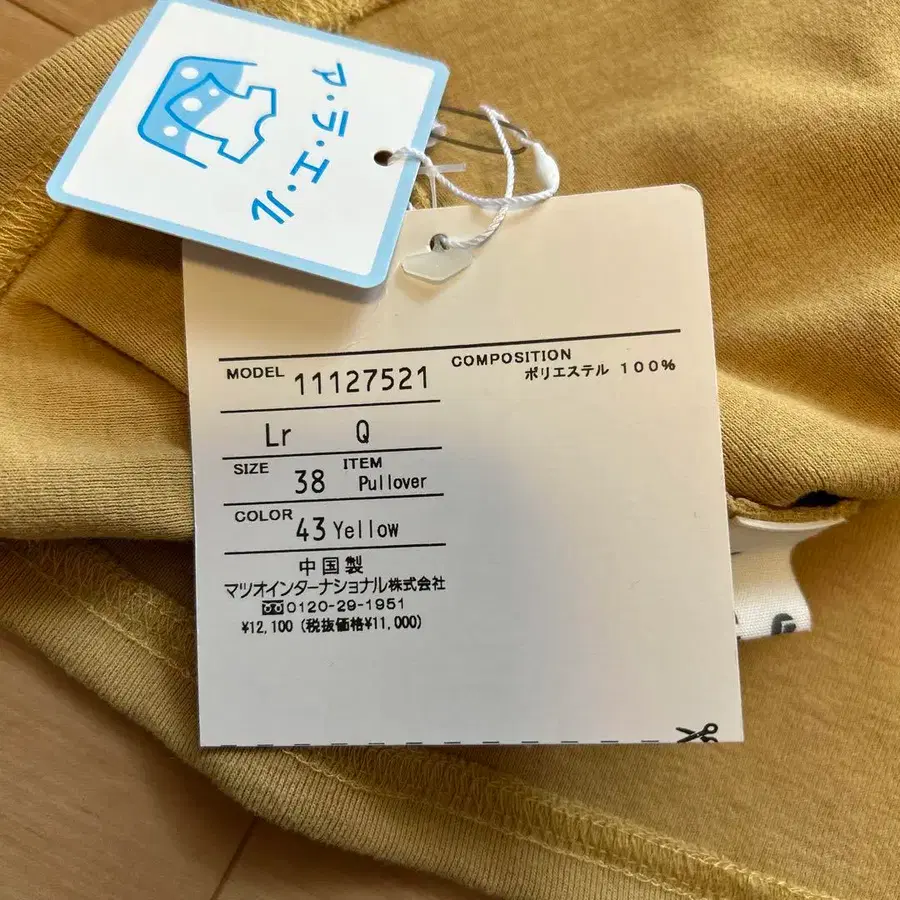 ア・ラ・エ・ル
MODEL 11127521
COMPOSITION
ポリエステル 100%
Lr Q
SIZE 38 ITEM Pullover
COLOR 43 Yellow
中国製
マツオインターナショナル株式会社
0120-29-1951
¥12,100 (税抜価格¥11,000)